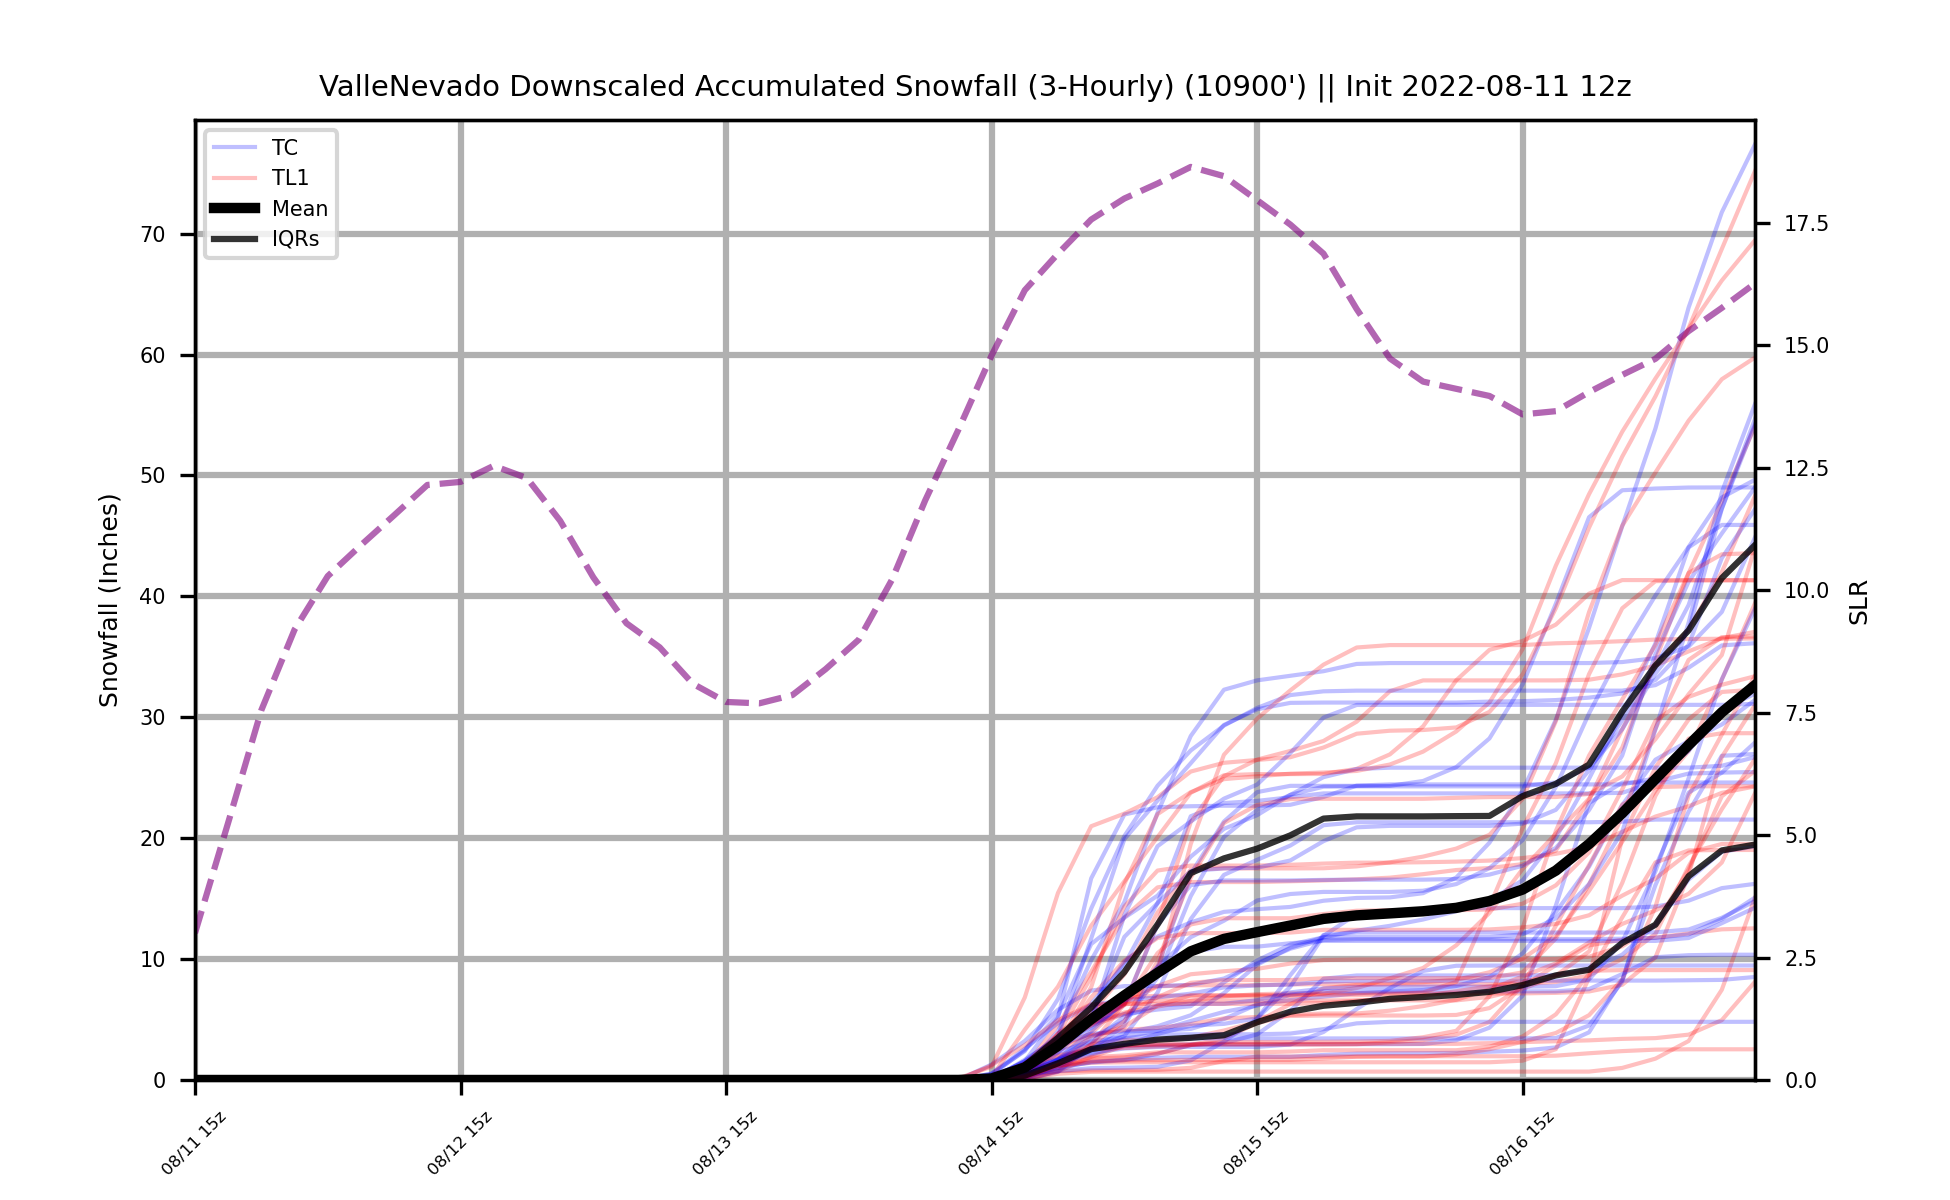 ValleNevado Downscaled Accumulated Snowfall (3-Hourly) (10900') || Init 2022-08-11 12z
TC
TL1
Mean
IQRs
Snowfall (Inches)
70
60
50
40
30
20
10
0
17.5
15.0
12.5
10.0
7.5
5.0
2.5
0.0
SLR
08/11 15z
08/12 15z
08/13 15z
08/14 15z
08/15 15z
08/16 15z